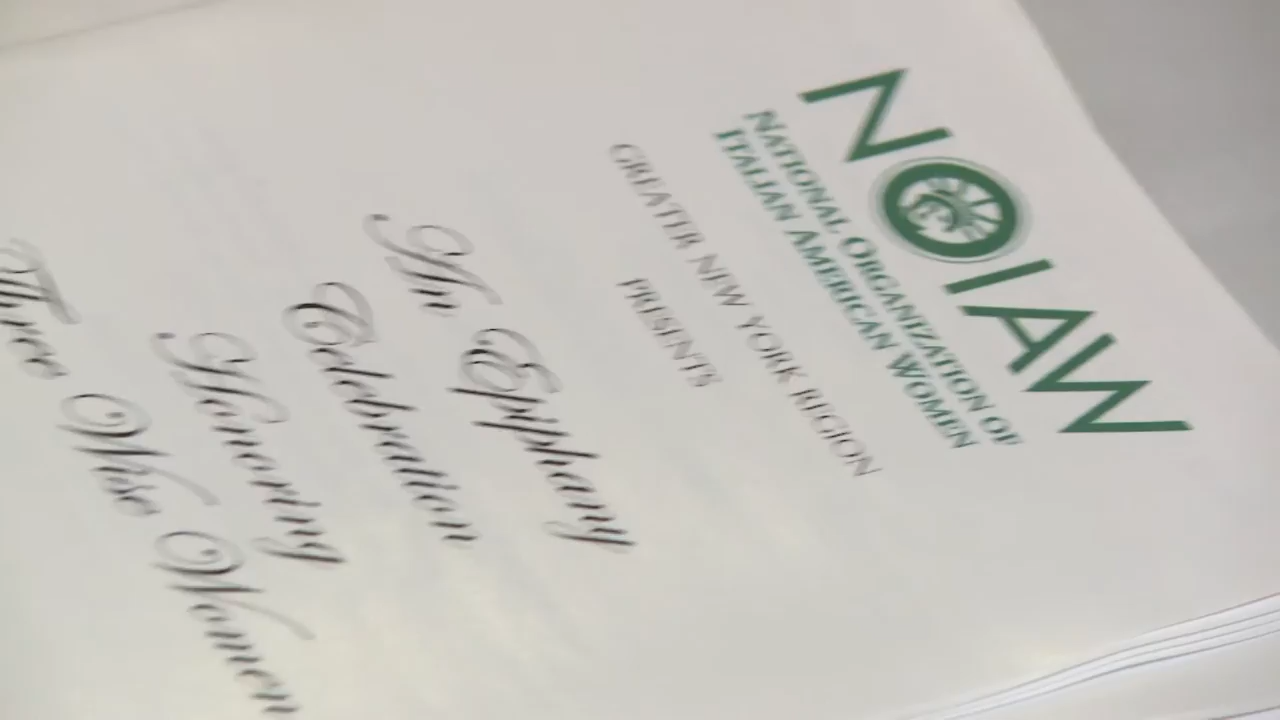 NOIAW
NATIONAL ORGANIZATION OF
ITALIAN AMERICAN WOMEN
GREATER NEW YORK REGION
PRESENTS
An Epiphany
Celebration
Honoring
Three Wise Women